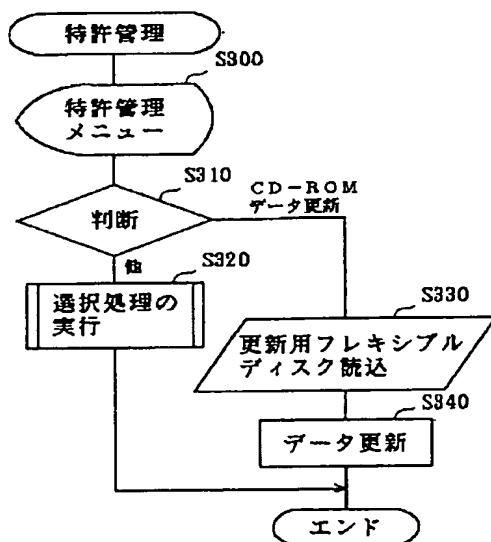 特許管理
S300
特許管理
メニュー
S310
判断
CD-ROM
データ更新
他
S320
選択処理の
実行
S330
更新用フレキシブル
ディスク読込
S340
データ更新
エンド